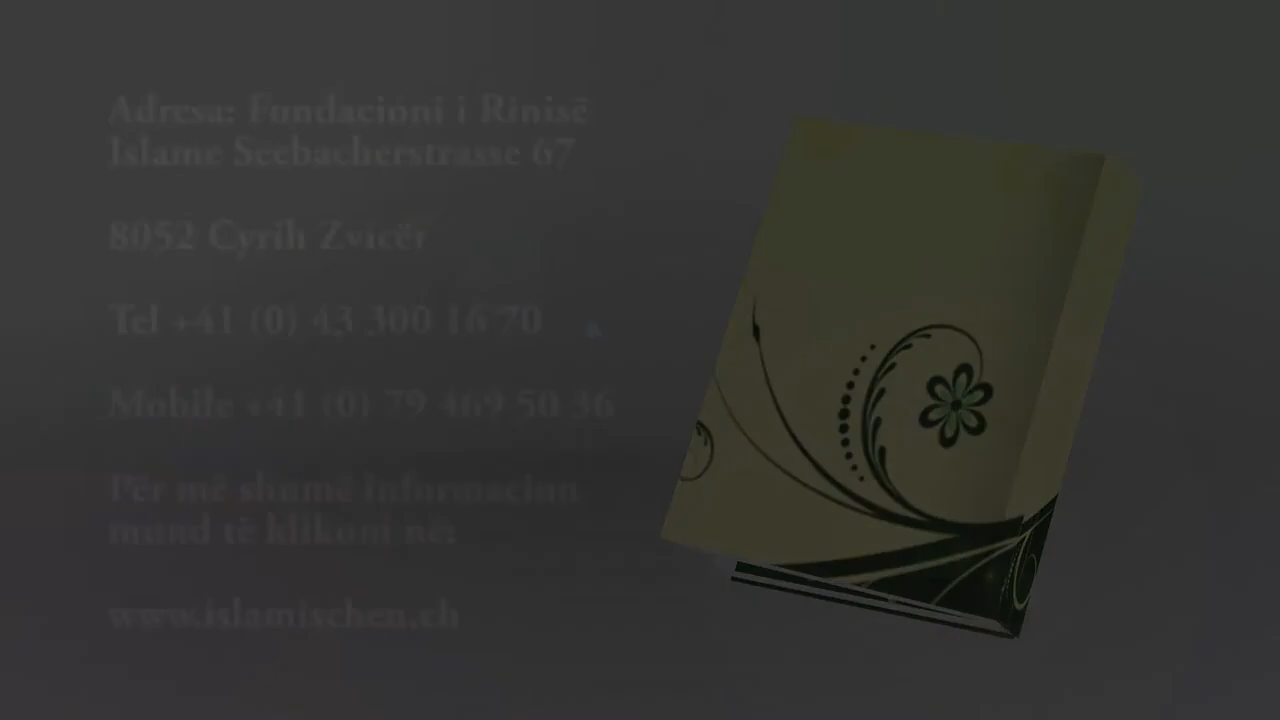 Adresa: Fundacioni i Rinisë
Islame Seebacherstrasse 67
8052 Cyrih Zvicër
Tel +41 (0) 43 300 16 70
Mobile +41 (0) 79 469 50 36
Për më shumë informacion
mund të klikoni në:
www.islamischen.ch